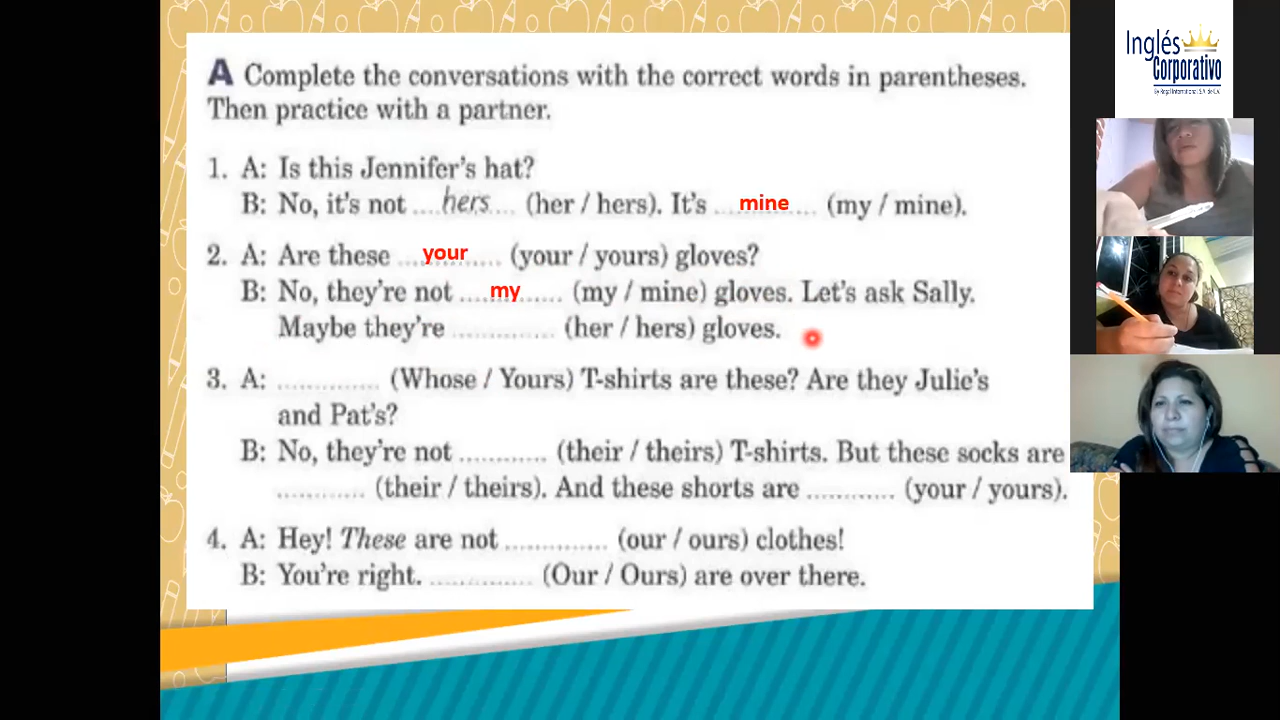 A Complete the conversations with the correct words in parentheses.
Then practice with a partner.
1. A: Is this Jennifer's hat?
B: No, it's not ....hers.... (her / hers). It's ...mine... (my / mine).
2. A: Are these ...your... (your / yours) gloves?
B: No, they're not ....my...... (my / mine) gloves. Let's ask Sally.
Maybe they're .............. (her / hers) gloves.
3. A: .............. (Whose / Yours) T-shirts are these? Are they Julie's
and Pat's?
B: No, they're not ............ (their / theirs) T-shirts. But these socks are
............ (their / theirs). And these shorts are ............ (your / yours).
4. A: Hey! These are not .............. (our / ours) clothes!
B: You're right. .............. (Our / Ours) are over there.
Inglés
Corporativo
By Regal International S.A. de C.V.